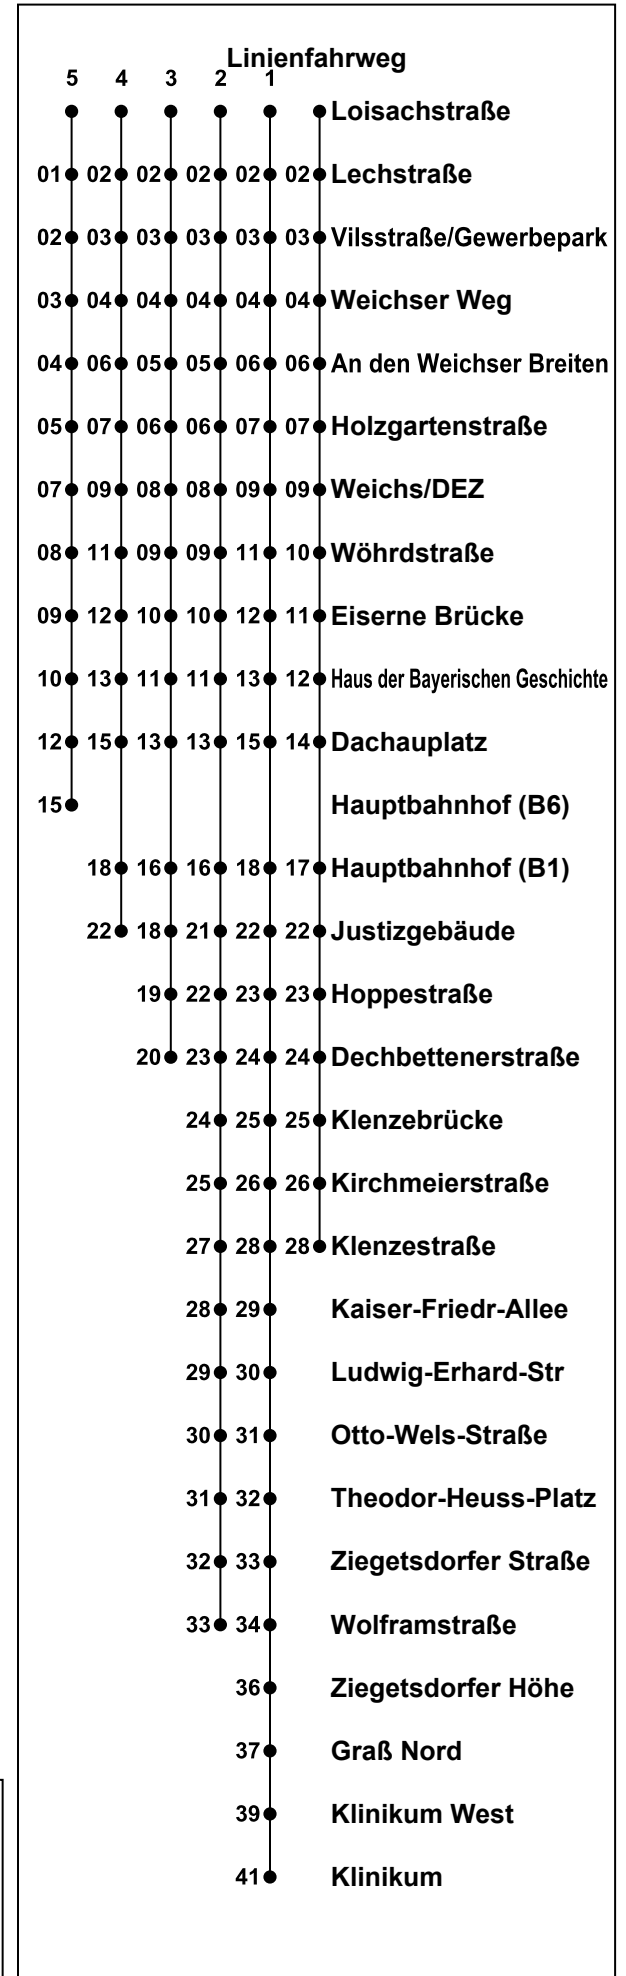 Linienfahrweg
5 4 3 2 1
Loisachstraße
01 02 02 02 02 02 Lechstraße
02 03 03 03 03 03 Vilsstraße/Gewerbepark
03 04 04 04 04 04 Weichser Weg
04 06 05 05 06 06 An den Weichser Breiten
05 07 06 06 07 07 Holzgartenstraße
07 09 08 08 09 09 Weichs/DEZ
08 11 09 09 11 10 Wöhrdstraße
09 12 10 10 12 11 Eiserne Brücke
10 13 11 11 13 12 Haus der Bayerischen Geschichte
12 15 13 13 15 14 Dachauplatz
15 Hauptbahnhof (B6)
18 16 16 18 17 Hauptbahnhof (B1)
22 18 21 22 22 Justizgebäude
19 22 23 23 Hoppestraße
20 23 24 24 Dechbettenerstraße
24 25 25 Klenzebrücke
25 26 26 Kirchmeierstraße
27 28 28 Klenzestraße
28 29 Kaiser-Friedr-Allee
29 30 Ludwig-Erhard-Str
30 31 Otto-Wels-Straße
31 32 Theodor-Heuss-Platz
32 33 Ziegetsdorfer Straße
33 34 Wolframstraße
36 Ziegetsdorfer Höhe
37 Graß Nord
39 Klinikum West
41 Klinikum